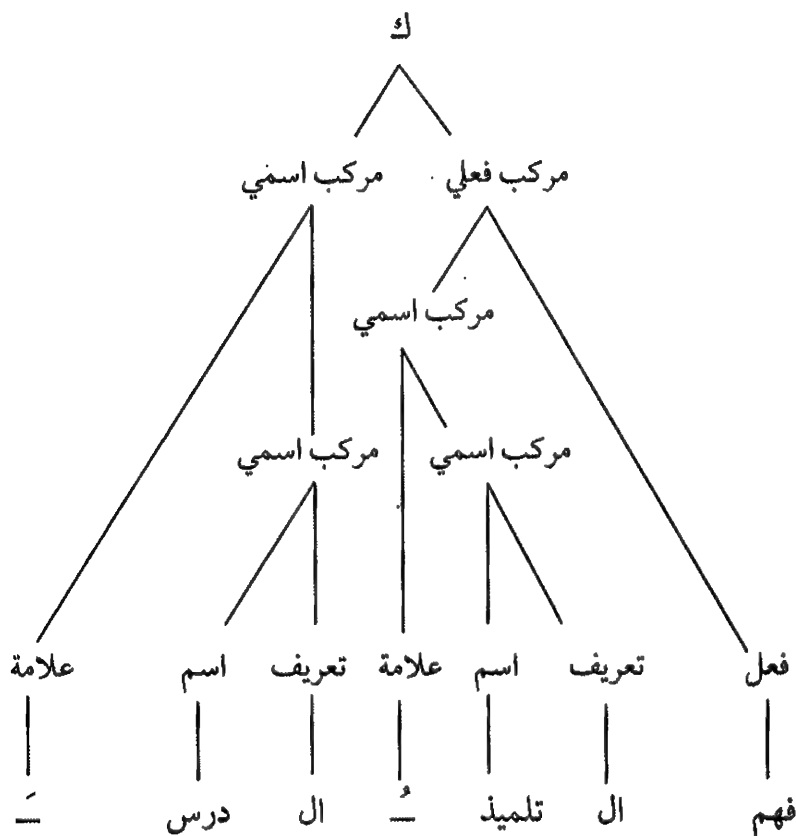 ك
مركب فعلي مركب اسمي
مركب اسمي
مركب اسمي مركب اسمي
فعل تعريف اسم علامة تعريف اسم علامة
فهم ال تلميذ ـُ ال درس ـَ